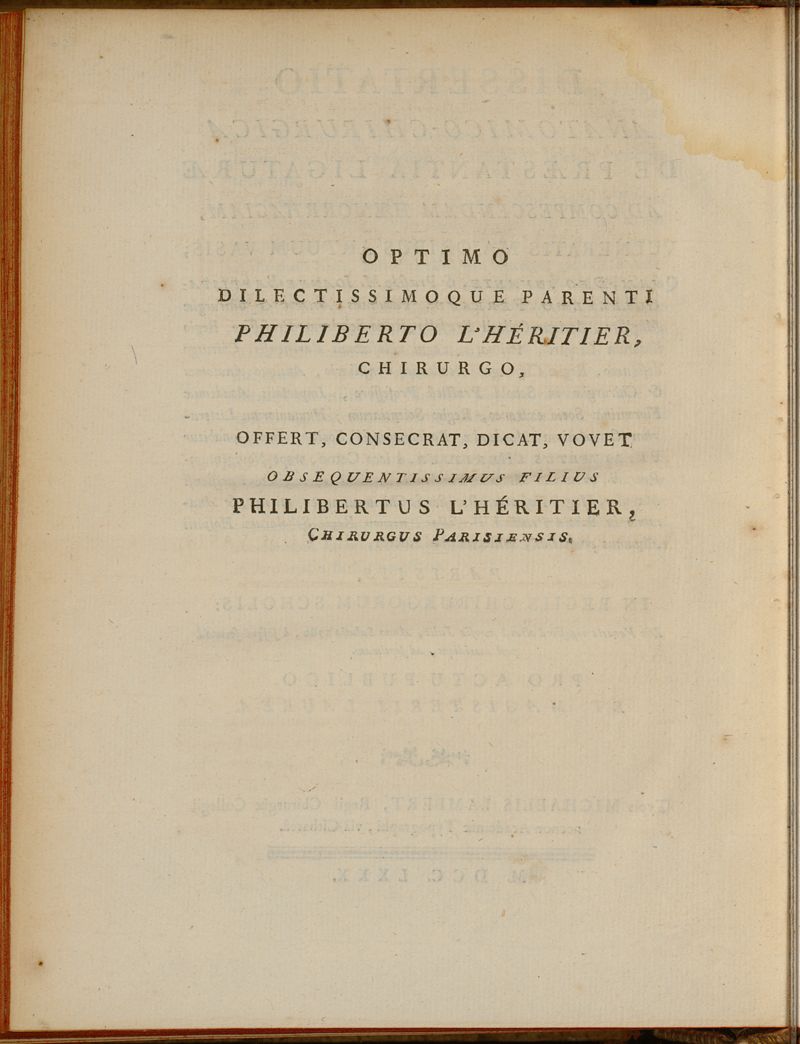 OPTIMO
DILECTISSIMOQUE PARENTI
PHILIBERTO L'HÉRITIER,
CHIRURGO,
OFFERT, CONSECRAT, DICAT, VOVET
OBSEQUENTISSIMUS FILIUS
PHILIBERTUS L'HÉRITIER,
CHIRURGUS PARISIENSIS.